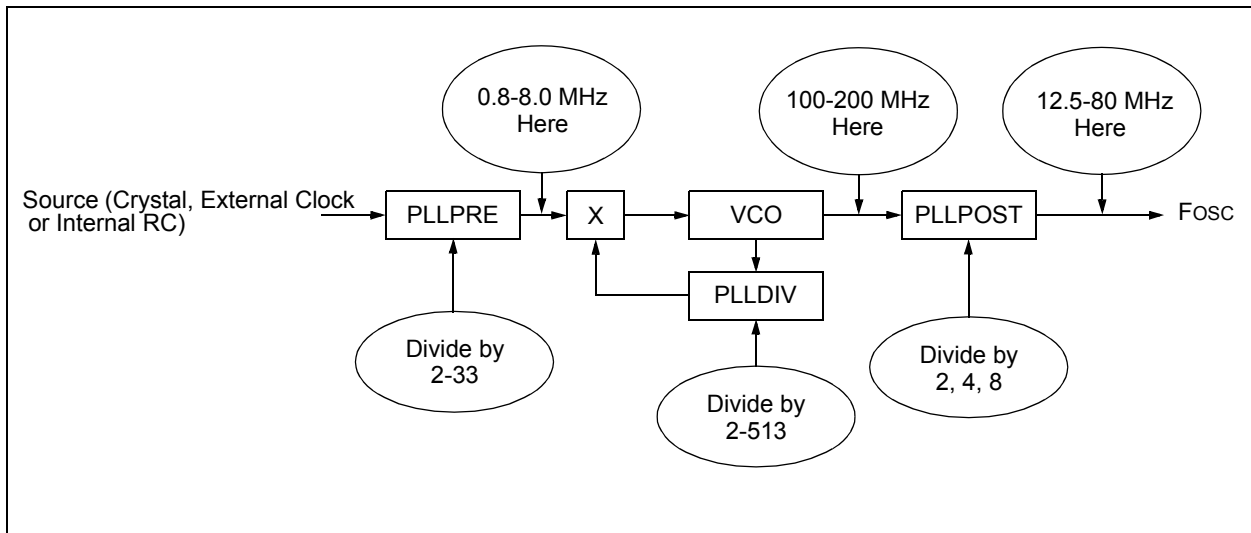 0.8-8.0 MHz
Here
100-200 MHz
Here
12.5-80 MHz
Here
Source (Crystal, External Clock
or Internal RC)
PLLPRE
X
VCO
PLLPOST
FOSC
PLLDIV
Divide by
2-33
Divide by
2-513
Divide by
2, 4, 8